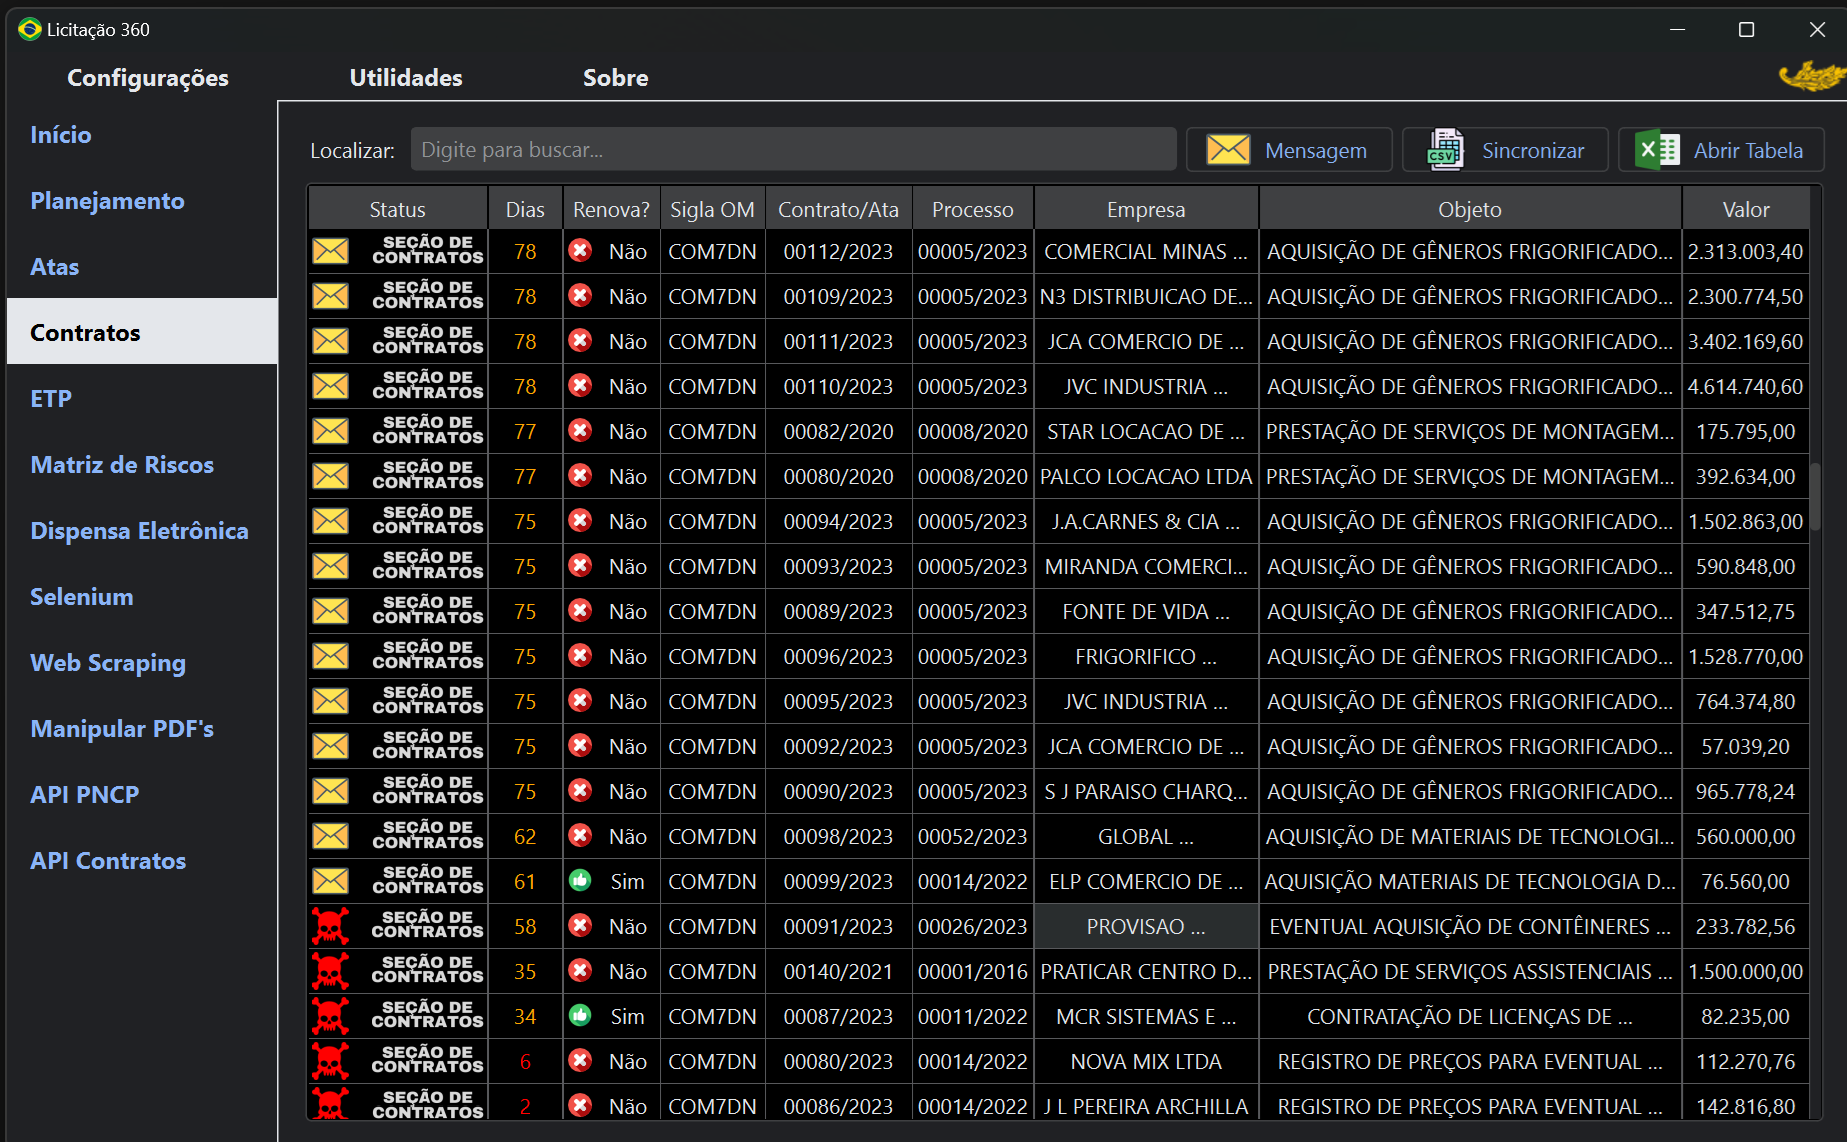 Licitação 360
Configurações Utilidades Sobre
Início
Planejamento
Atas
Contratos
ETP
Matriz de Riscos
Dispensa Eletrônica
Selenium
Web Scraping
Manipular PDF's
API PNCP
API Contratos
Localizar: Digite para buscar... Mensagem CSV Sincronizar Abrir Tabela
Status Dias Renova? Sigla OM Contrato/Ata Processo Empresa Objeto Valor
SEÇÃO DE CONTRATOS 78 Não COM7DN 00112/2023 00005/2023 COMERCIAL MINAS ... AQUISIÇÃO DE GÊNEROS FRIGORIFICADO... 2.313.003,40
SEÇÃO DE CONTRATOS 78 Não COM7DN 00109/2023 00005/2023 N3 DISTRIBUICAO DE... AQUISIÇÃO DE GÊNEROS FRIGORIFICADO... 2.300.774,50
SEÇÃO DE CONTRATOS 78 Não COM7DN 00111/2023 00005/2023 JCA COMERCIO DE ... AQUISIÇÃO DE GÊNEROS FRIGORIFICADO... 3.402.169,60
SEÇÃO DE CONTRATOS 78 Não COM7DN 00110/2023 00005/2023 JVC INDUSTRIA ... AQUISIÇÃO DE GÊNEROS FRIGORIFICADO... 4.614.740,60
SEÇÃO DE CONTRATOS 77 Não COM7DN 00082/2020 00008/2020 STAR LOCACAO DE ... PRESTAÇÃO DE SERVIÇOS DE MONTAGEM... 175.795,00
SEÇÃO DE CONTRATOS 77 Não COM7DN 00080/2020 00008/2020 PALCO LOCACAO LTDA PRESTAÇÃO DE SERVIÇOS DE MONTAGEM... 392.634,00
SEÇÃO DE CONTRATOS 75 Não COM7DN 00094/2023 00005/2023 J.A.CARNES & CIA ... AQUISIÇÃO DE GÊNEROS FRIGORIFICADO... 1.502.863,00
SEÇÃO DE CONTRATOS 75 Não COM7DN 00093/2023 00005/2023 MIRANDA COMERCI... AQUISIÇÃO DE GÊNEROS FRIGORIFICADO... 590.848,00
SEÇÃO DE CONTRATOS 75 Não COM7DN 00089/2023 00005/2023 FONTE DE VIDA ... AQUISIÇÃO DE GÊNEROS FRIGORIFICADO... 347.512,75
SEÇÃO DE CONTRATOS 75 Não COM7DN 00096/2023 00005/2023 FRIGORIFICO ... AQUISIÇÃO DE GÊNEROS FRIGORIFICADO... 1.528.770,00
SEÇÃO DE CONTRATOS 75 Não COM7DN 00095/2023 00005/2023 JVC INDUSTRIA ... AQUISIÇÃO DE GÊNEROS FRIGORIFICADO... 764.374,80
SEÇÃO DE CONTRATOS 75 Não COM7DN 00092/2023 00005/2023 JCA COMERCIO DE ... AQUISIÇÃO DE GÊNEROS FRIGORIFICADO... 57.039,20
SEÇÃO DE CONTRATOS 75 Não COM7DN 00090/2023 00005/2023 S J PARAISO CHARQ... AQUISIÇÃO DE GÊNEROS FRIGORIFICADO... 965.778,24
SEÇÃO DE CONTRATOS 62 Não COM7DN 00098/2023 00052/2023 GLOBAL ... AQUISIÇÃO DE MATERIAIS DE TECNOLOGI... 560.000,00
SEÇÃO DE CONTRATOS 61 Sim COM7DN 00099/2023 00014/2022 ELP COMERCIO DE ... AQUISIÇÃO MATERIAIS DE TECNOLOGIA D... 76.560,00
SEÇÃO DE CONTRATOS 58 Não COM7DN 00091/2023 00026/2023 PROVISAO ... EVENTUAL AQUISIÇÃO DE CONTÊINERES ... 233.782,56
SEÇÃO DE CONTRATOS 35 Não COM7DN 00140/2021 00001/2016 PRATICAR CENTRO D... PRESTAÇÃO DE SERVIÇOS ASSISTENCIAIS ... 1.500.000,00
SEÇÃO DE CONTRATOS 34 Sim COM7DN 00087/2023 00011/2022 MCR SISTEMAS E ... CONTRATAÇÃO DE LICENÇAS DE ... 82.235,00
SEÇÃO DE CONTRATOS 6 Não COM7DN 00080/2023 00014/2022 NOVA MIX LTDA REGISTRO DE PREÇOS PARA EVENTUAL ... 112.270,76
SEÇÃO DE CONTRATOS 2 Não COM7DN 00086/2023 00014/2022 J L PEREIRA ARCHILLA REGISTRO DE PREÇOS PARA EVENTUAL ... 142.816,80